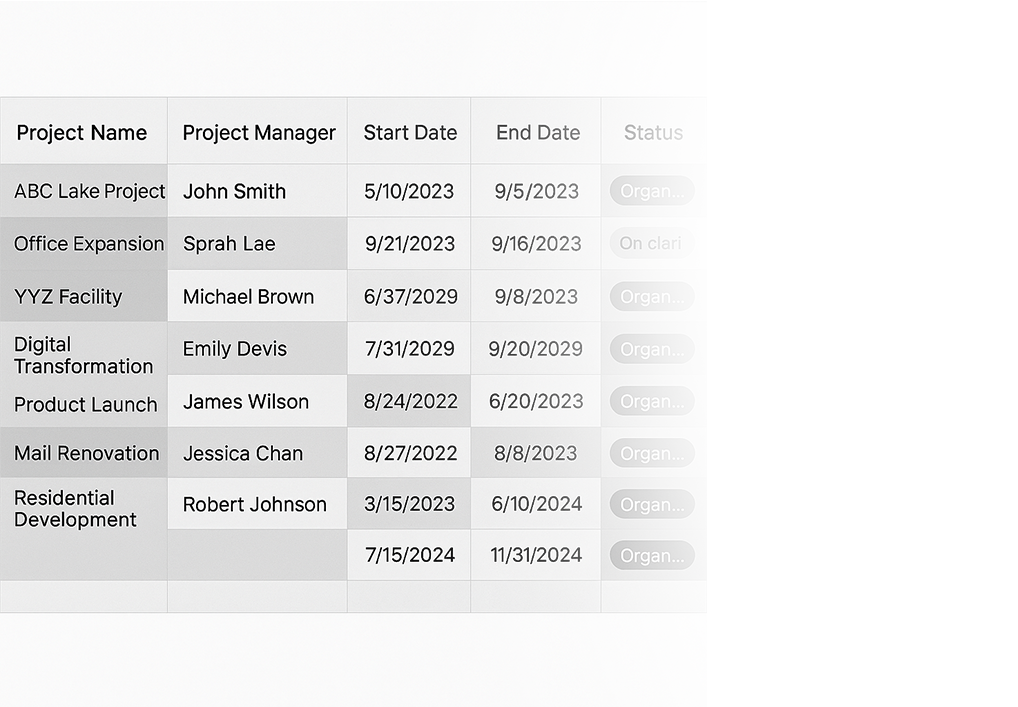 Project Name Project Manager Start Date End Date Status
ABC Lake Project John Smith 5/10/2023 9/5/2023 Organ...
Office Expansion Sprah Lae 9/21/2023 9/16/2023 On clari
YYZ Facility Michael Brown 6/37/2029 9/8/2023 Organ...
Digital
Transformation Emily Devis 7/31/2029 9/20/2029 Organ...
Product Launch James Wilson 8/24/2022 6/20/2023 Organ...
Mail Renovation Jessica Chan 8/27/2022 8/8/2023 Organ...
Residential
Development Robert Johnson 3/15/2023 6/10/2024 Organ...
7/15/2024 11/31/2024 Organ...